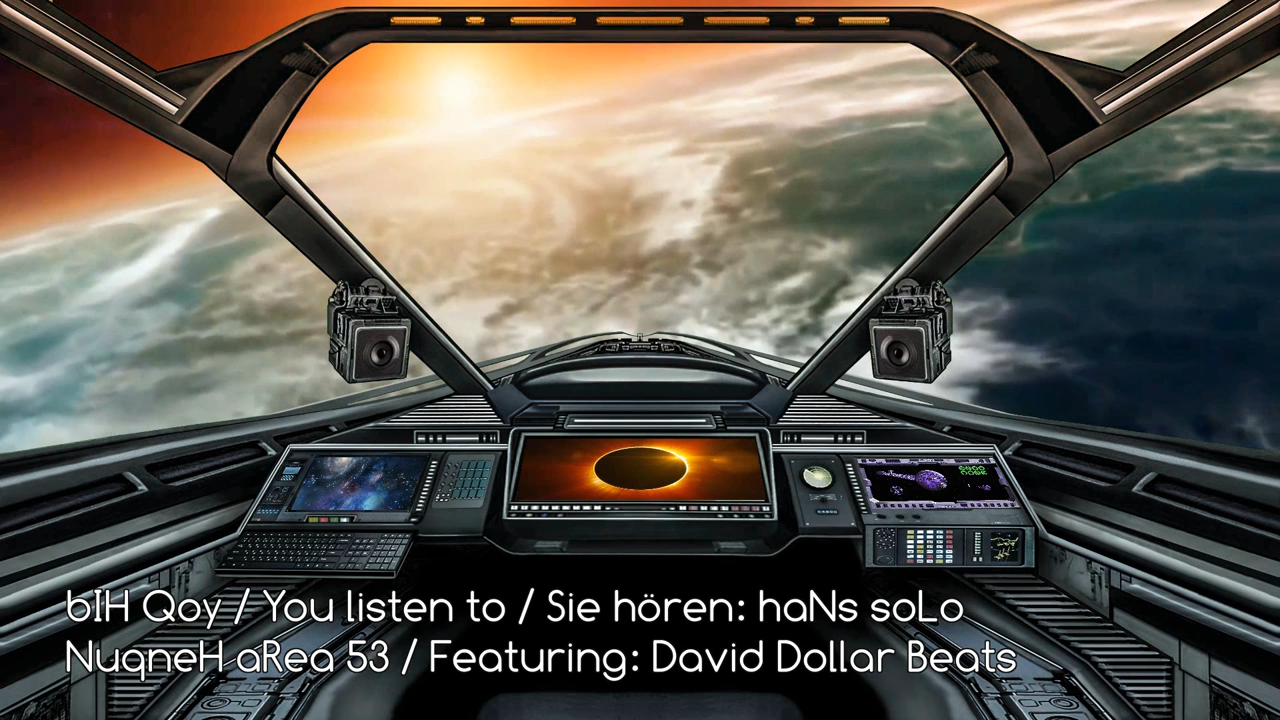 bIH Qoy / You listen to / Sie hören: haNs soLo
NuqneH aRea 53 / Featuring: David Dollar Beats